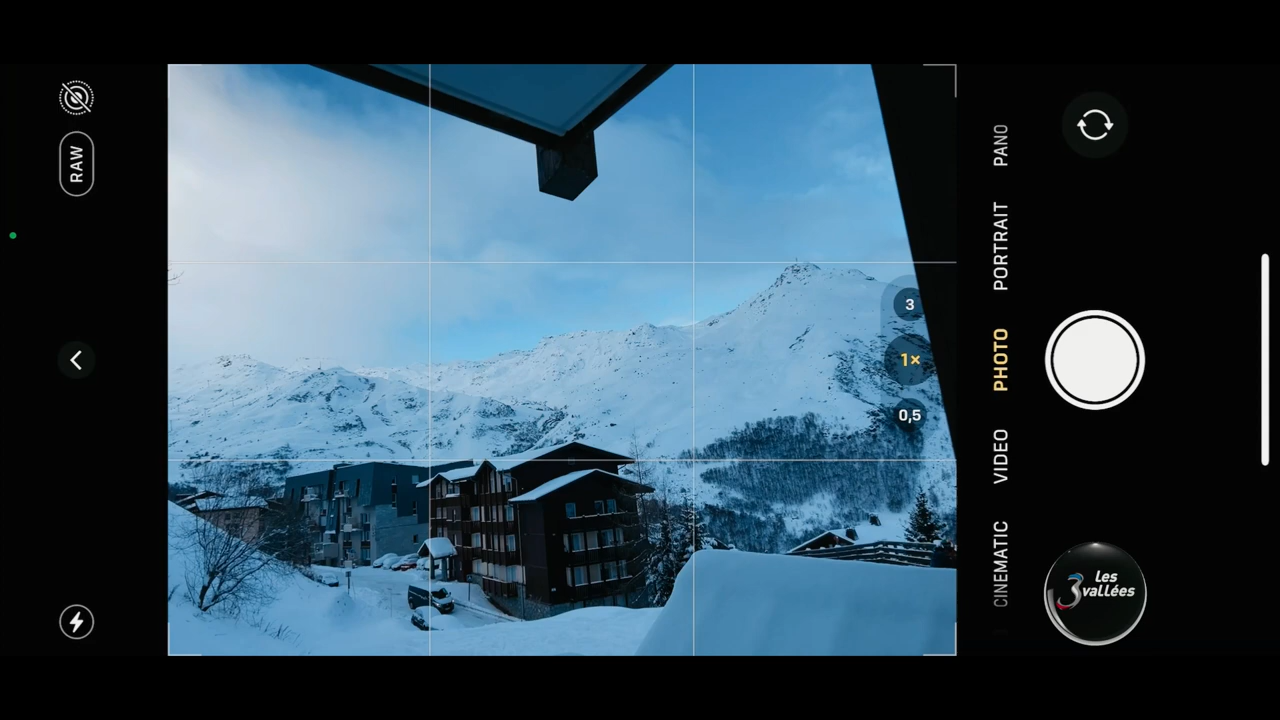 RAW
3
1×
0,5
PANO
PORTRAIT
PHOTO
VIDEO
CINEMATIC
les
3 vallées